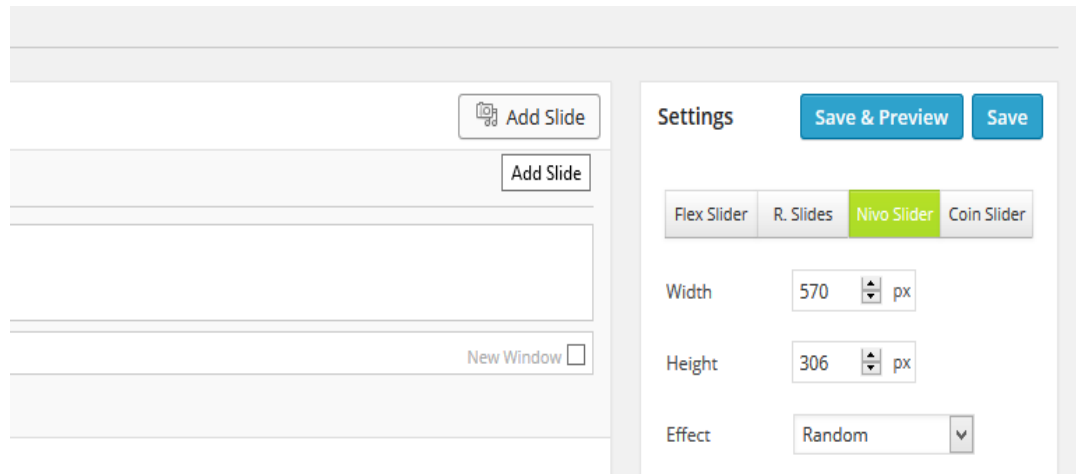 Add Slide
Add Slide
New Window
Settings
Save & Preview
Save
Flex Slider
R. Slides
Nivo Slider
Coin Slider
Width
570
px
Height
306
px
Effect
Random